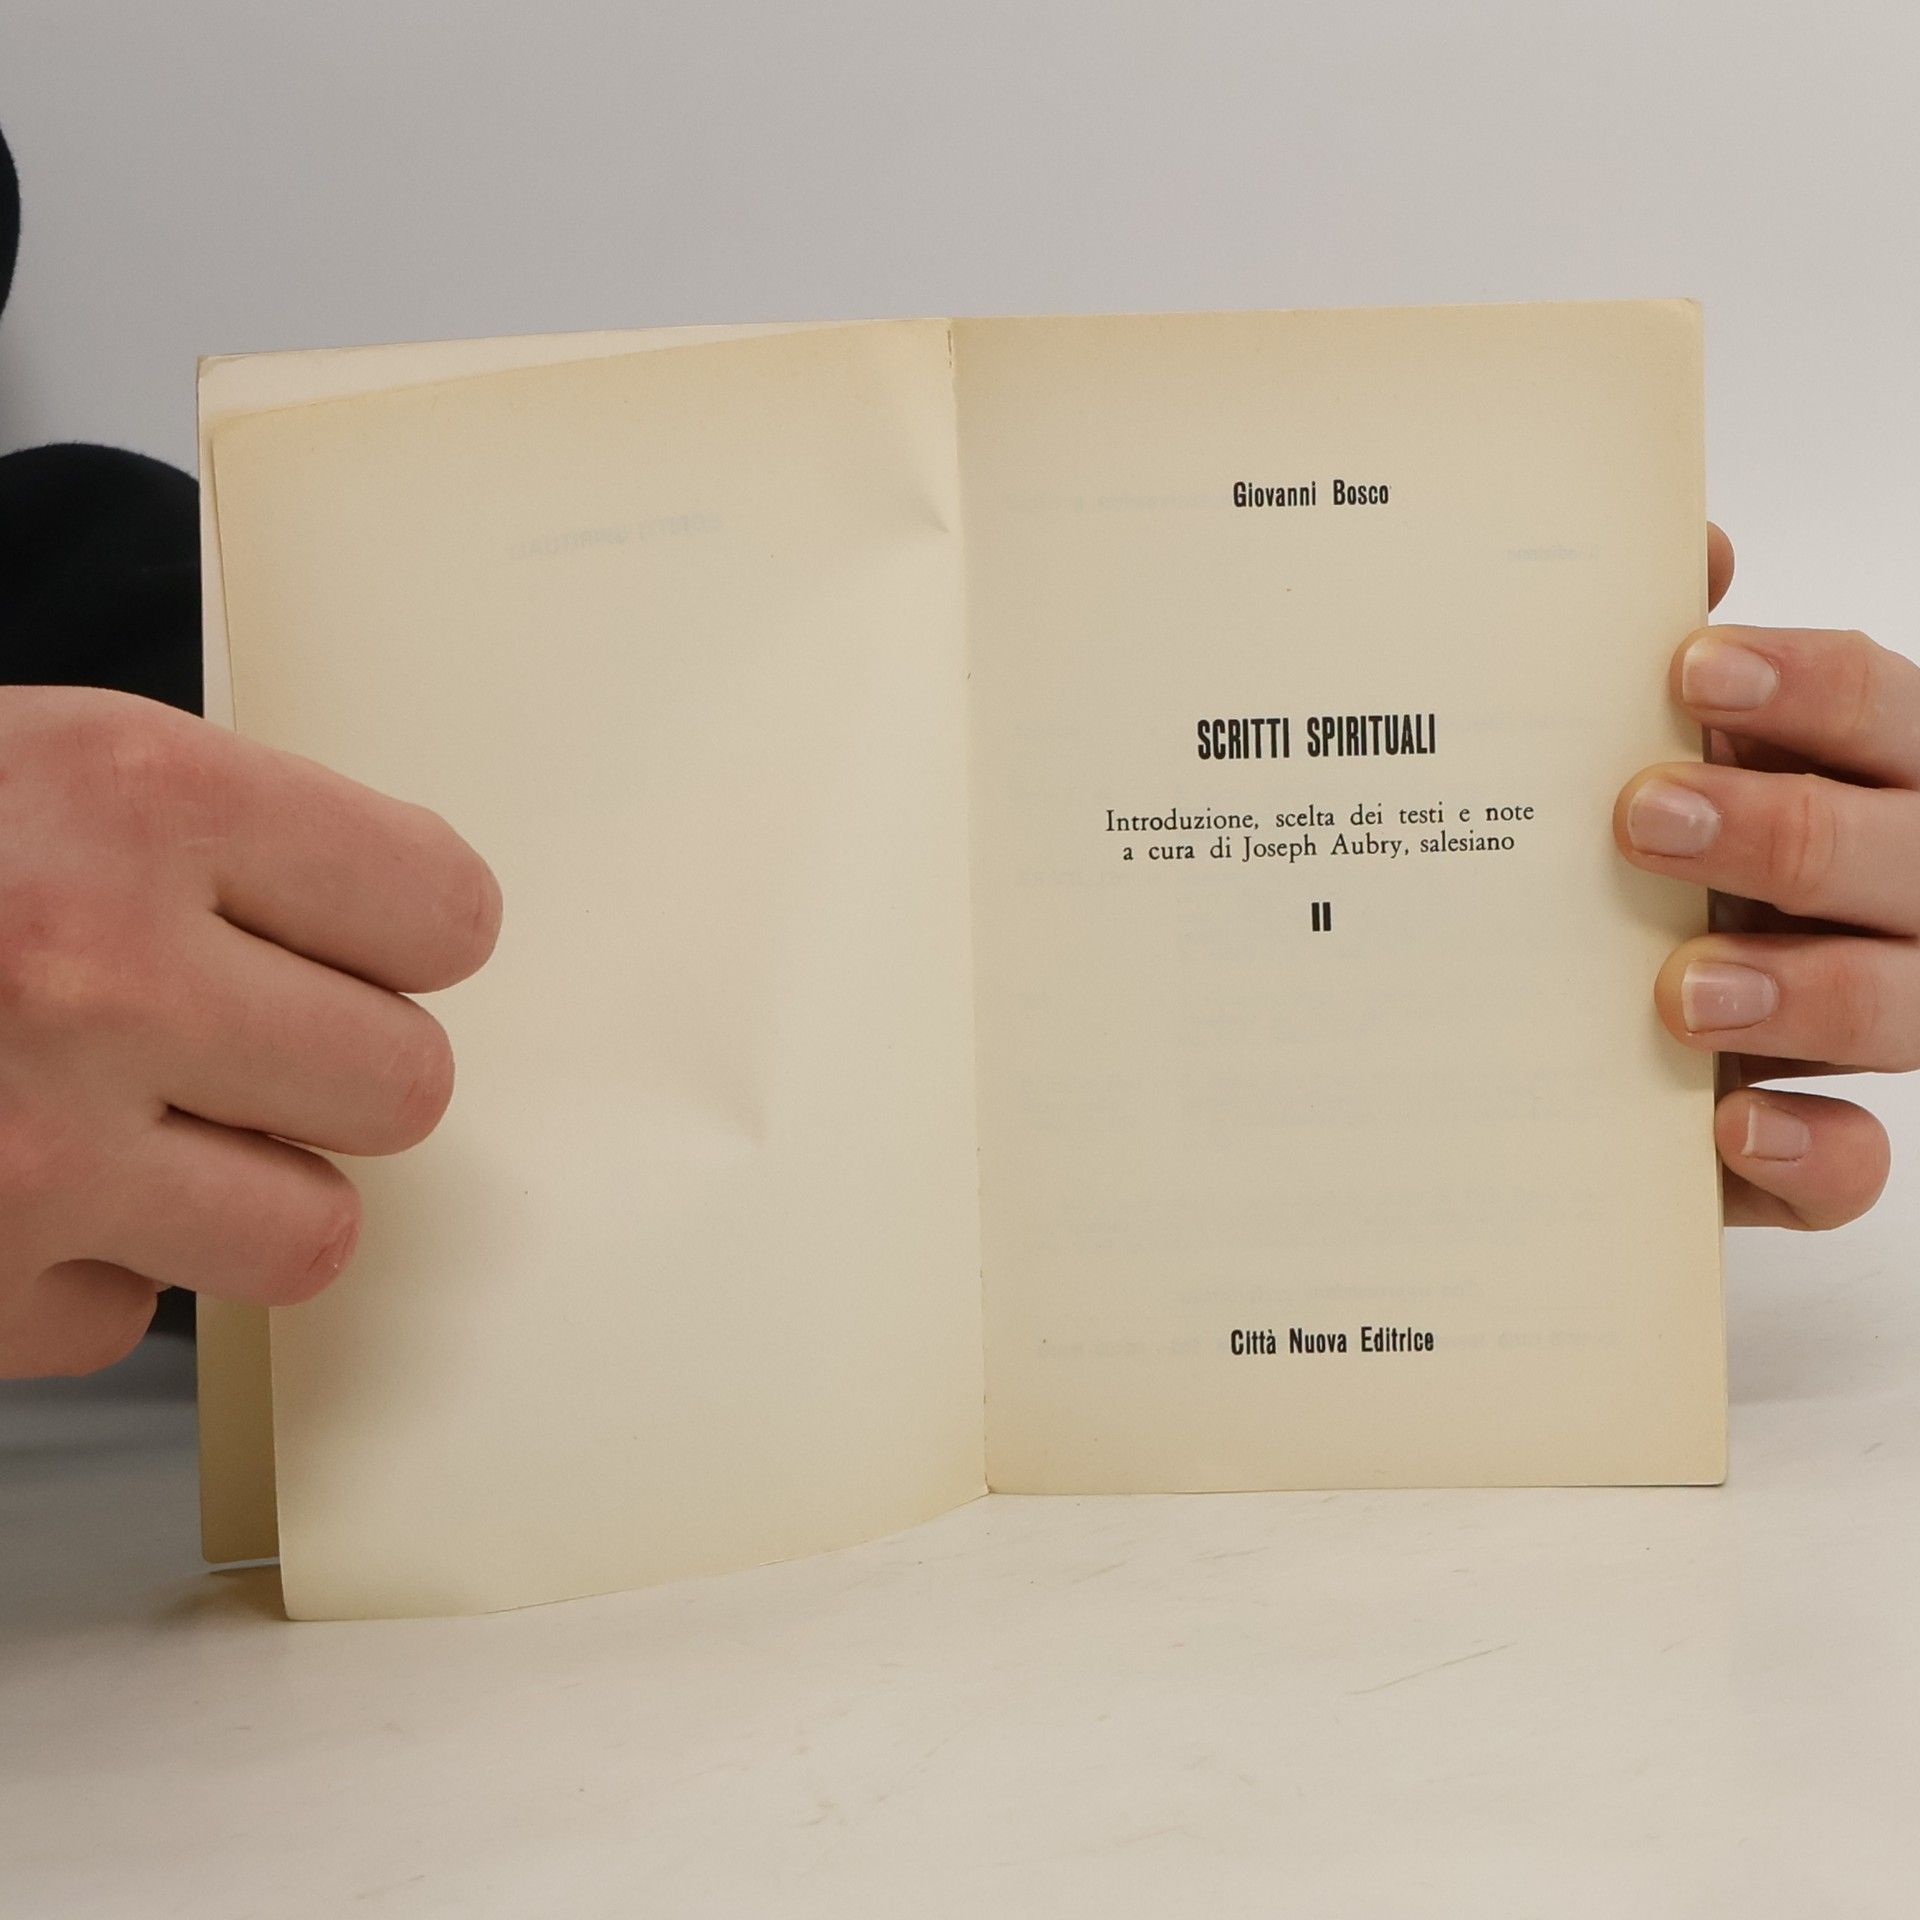 Giovanni Bosco
SCRITTI SPIRITUALI
Introduzione, scelta dei testi e note
a cura di Joseph Aubry, salesiano
II
Città Nuova Editrice